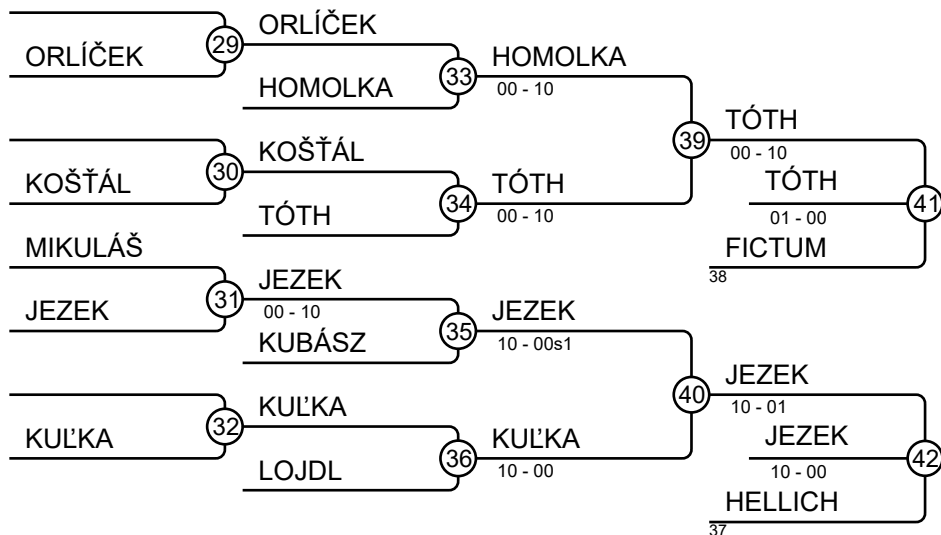 ORLÍČEK
29
ORLÍČEK
HOMOLKA
33
HOMOLKA
00 - 10
KOŠŤÁL
30
KOŠŤÁL
TÓTH
34
TÓTH
00 - 10
39
TÓTH
00 - 10
TÓTH
01 - 00
41
FICTUM
38
MIKULÁŠ
JEZEK
31
JEZEK
00 - 10
KUBÁSZ
35
JEZEK
10 - 00s1
KUĽKA
32
KUĽKA
LOJDL
36
KUĽKA
10 - 00
40
JEZEK
10 - 01
JEZEK
10 - 00
42
HELLICH
37